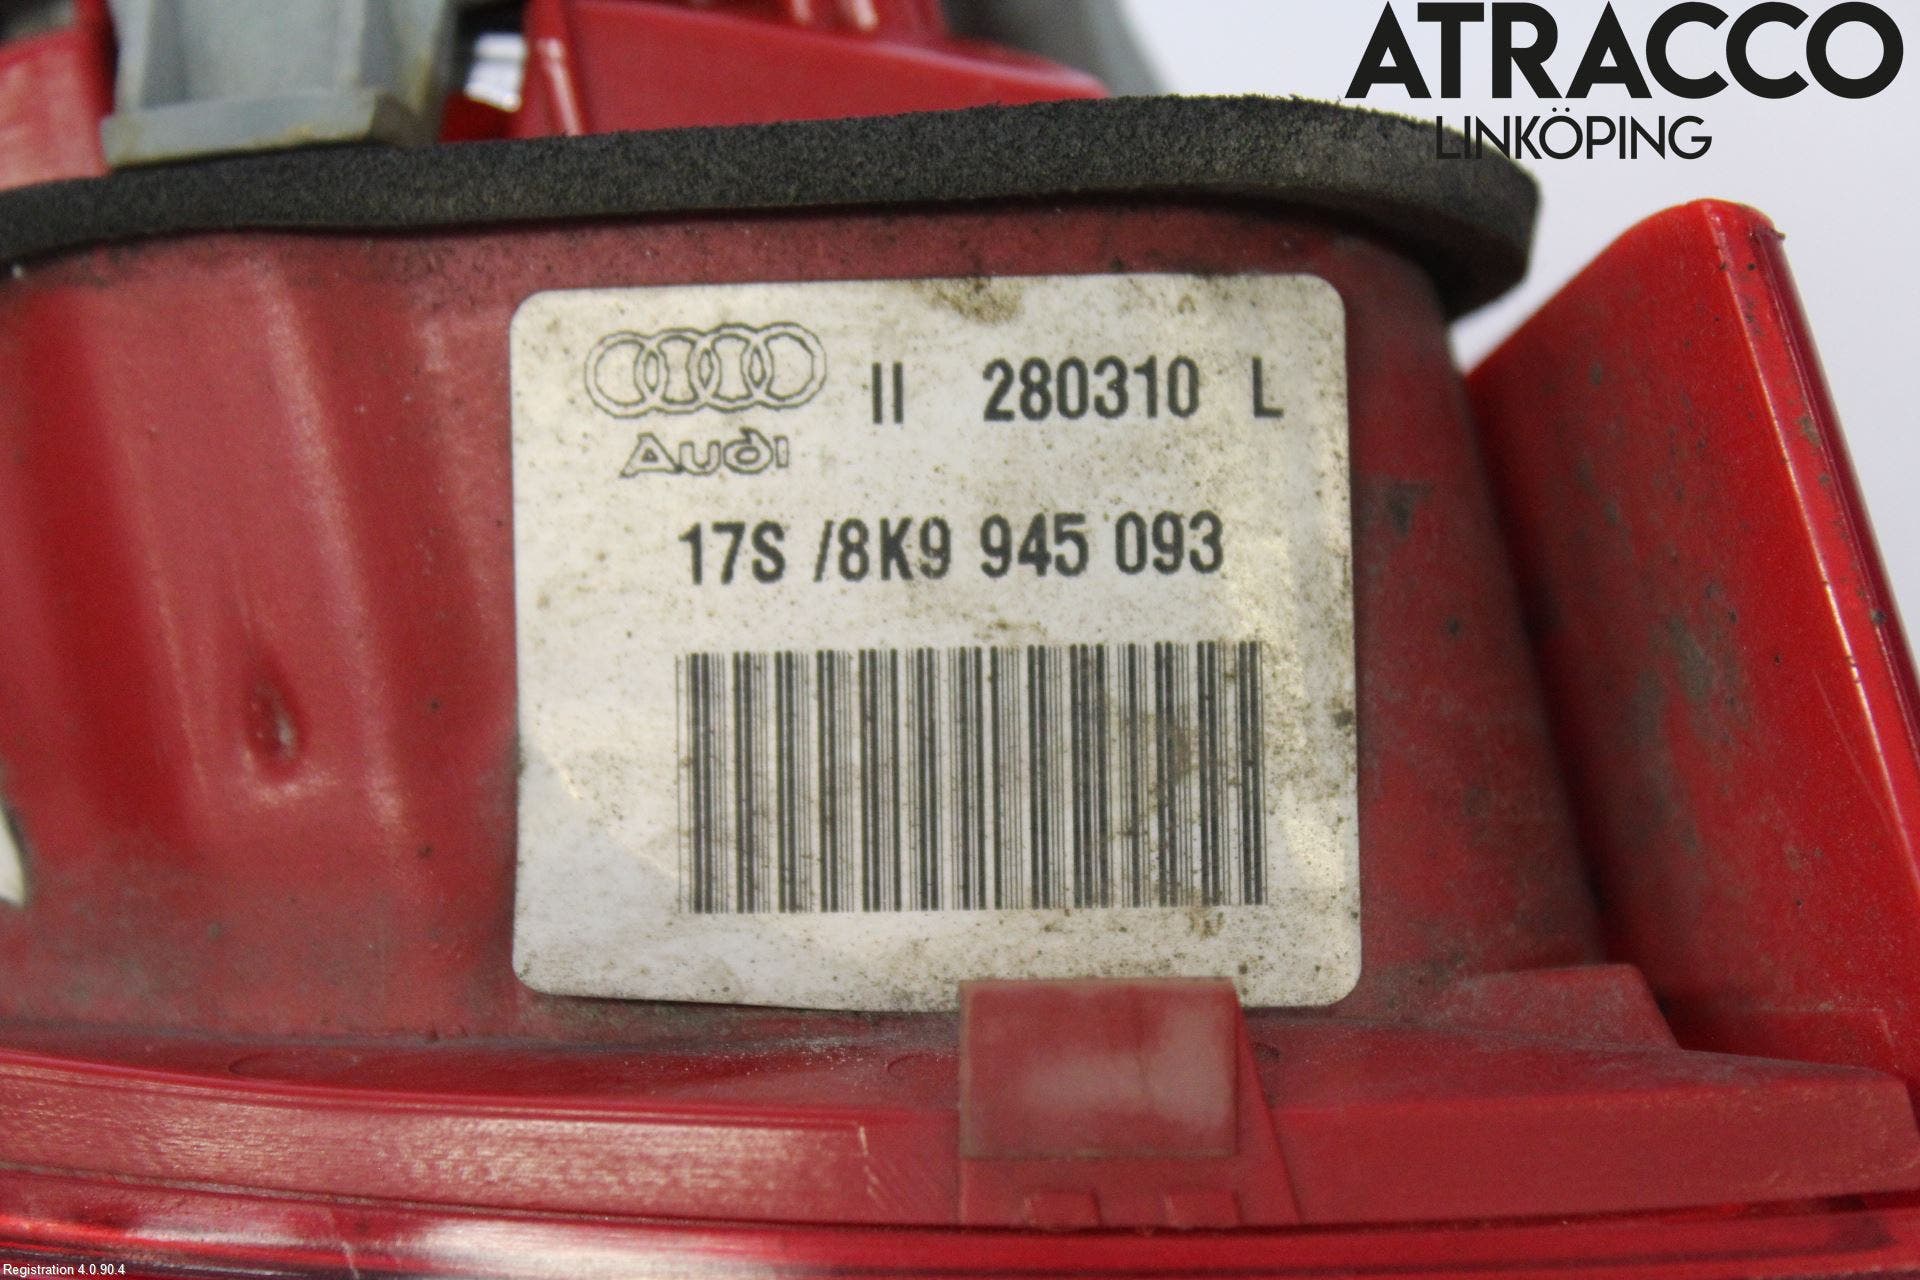 ATRACCO
LINKÖPING
II 280310 L
Audi
17S /8K9 945 093
Registration 4.0.90.4